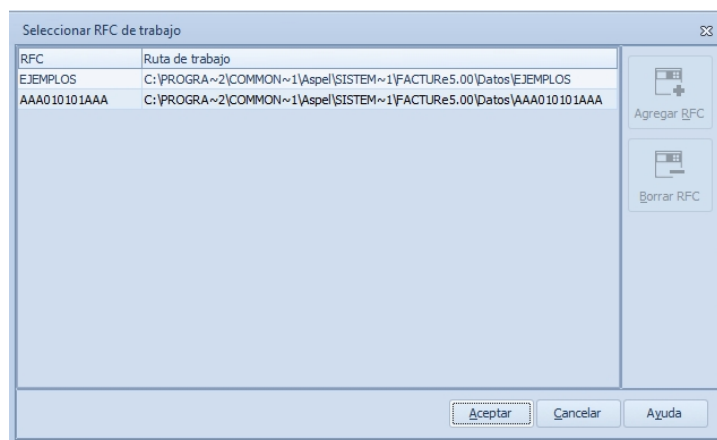 Seleccionar RFC de trabajo
RFC Ruta de trabajo
EJEMPLOS C:\PROGRA~2\COMMON~1\Aspel\SISTEM~1\FACTURe5.00\Datos\EJEMPLOS
AAA010101AAA C:\PROGRA~2\COMMON~1\Aspel\SISTEM~1\FACTURe5.00\Datos\AAA010101AAA
Agregar RFC
Borrar RFC
Aceptar Cancelar Ayuda